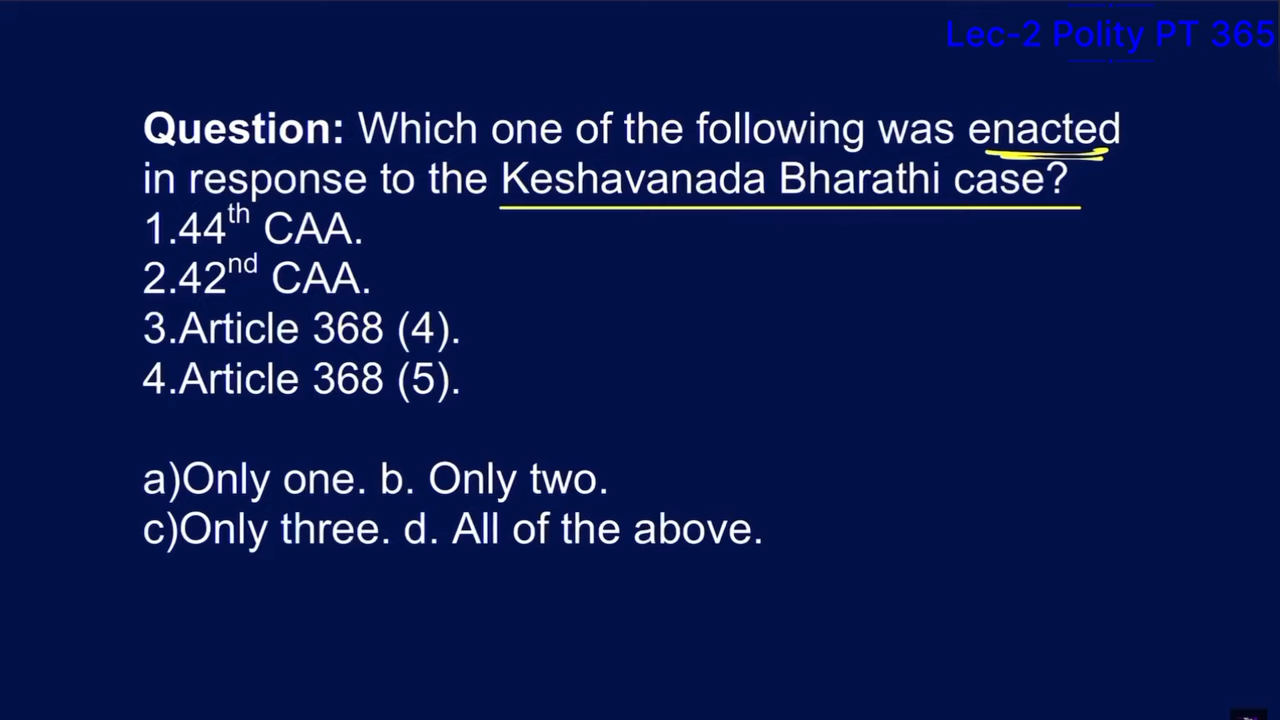 Lec-2 Polity PT 365
Question: Which one of the following was enacted
in response to the Keshavanada Bharathi case?
1.44th CAA.
2.42nd CAA.
3.Article 368 (4).
4.Article 368 (5).
a)Only one. b. Only two.
c)Only three. d. All of the above.